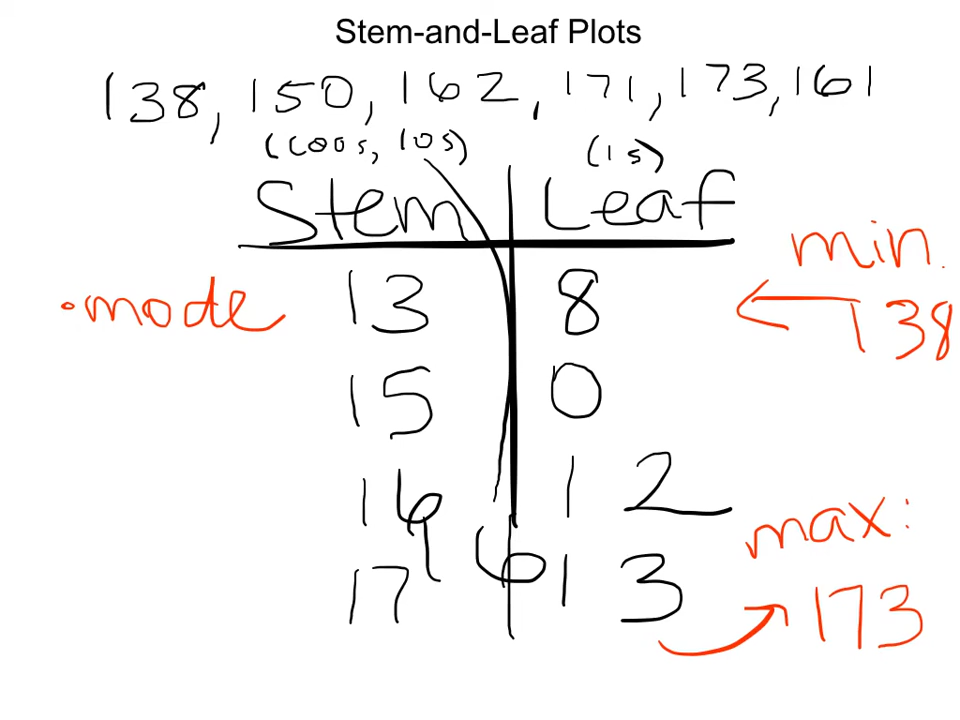 Stem-and-Leaf Plots
138, 150, 162, 171, 173, 161
(100s, 10s) (1s)
Stem Leaf
min.
13 8
•mode
138
15 0
16 1 2
max:
6
17 1 3
173